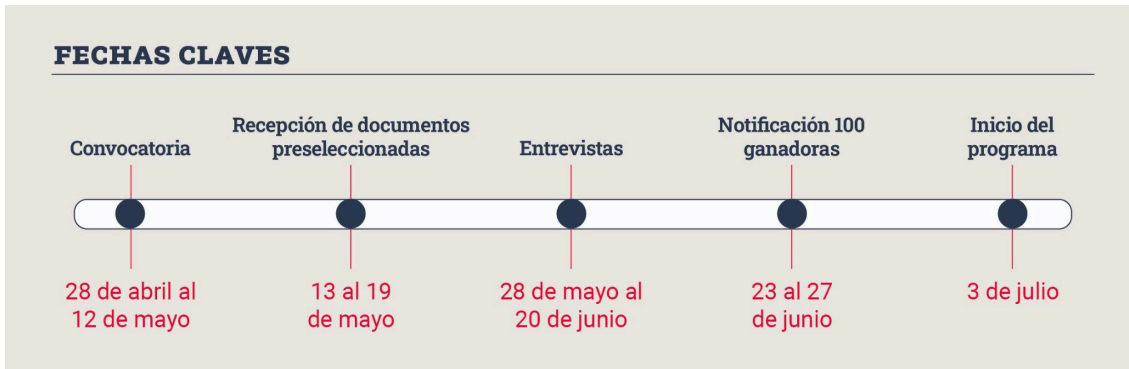 FECHAS CLAVES
Convocatoria
28 de abril al
12 de mayo
Recepción de documentos
preseleccionadas
13 al 19
de mayo
Entrevistas
28 de mayo al
20 de junio
Notificación 100
ganadoras
23 al 27
de junio
Inicio del
programa
3 de julio